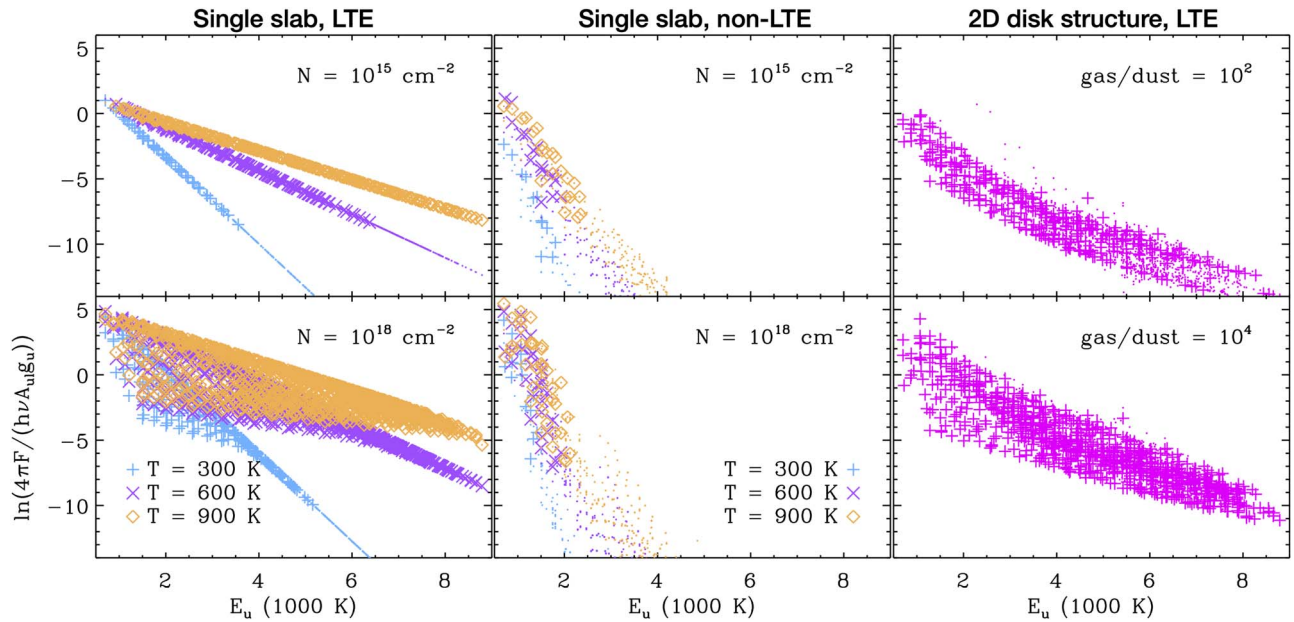 Single slab, LTE
Single slab, non-LTE
2D disk structure, LTE
5
0
−5
−10
N = 10¹⁵ cm⁻²
N = 10¹⁵ cm⁻²
gas/dust = 10²
5
0
−5
−10
N = 10¹⁸ cm⁻²
N = 10¹⁸ cm⁻²
gas/dust = 10⁴
ln(4πF/(hνA_{ul}g_u))
T = 300 K
T = 600 K
T = 900 K
T = 300 K
T = 600 K
T = 900 K
2 4 6 8
2 4 6 8
2 4 6 8
E_u (1000 K)
E_u (1000 K)
E_u (1000 K)